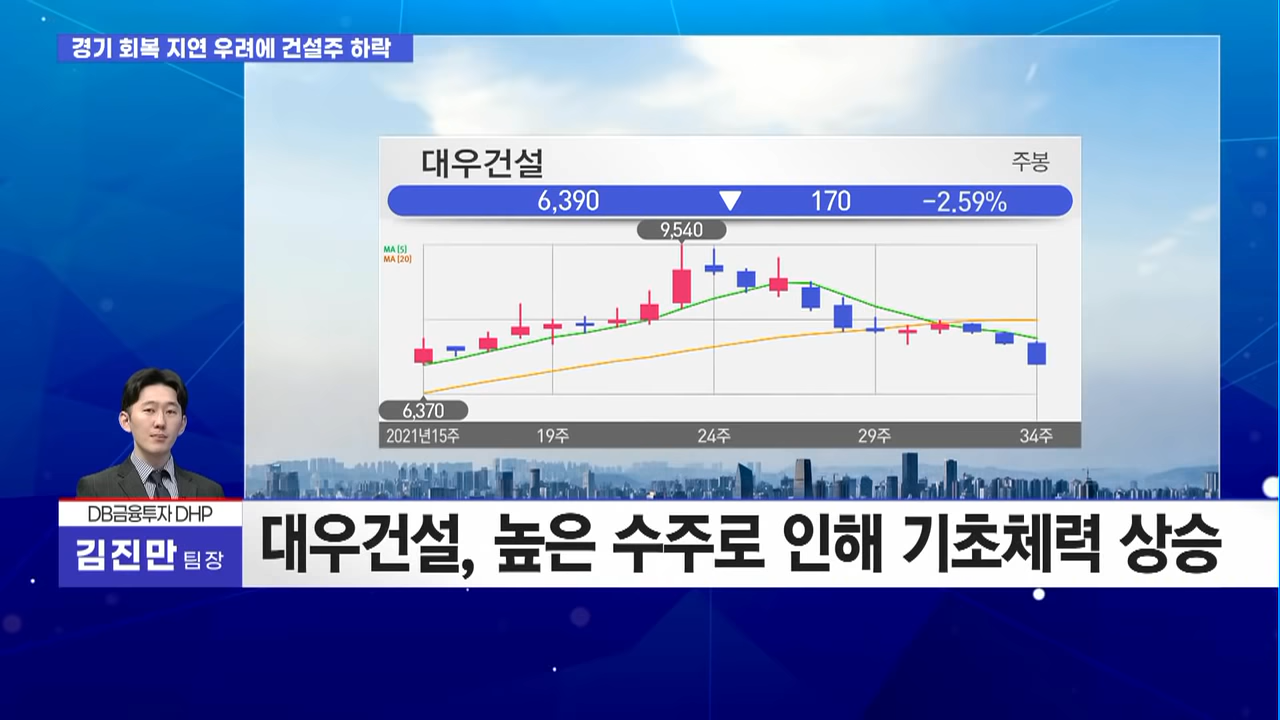 경기 회복 지연 우려에 건설주 하락
대우건설
주봉
6,390 ▼ 170 -2.59%
9,540
MA [5]
MA [20]
6,370
2021년15주 19주 24주 29주 34주
DB금융투자 DHP
김진만 팀장
대우건설, 높은 수주로 인해 기초체력 상승